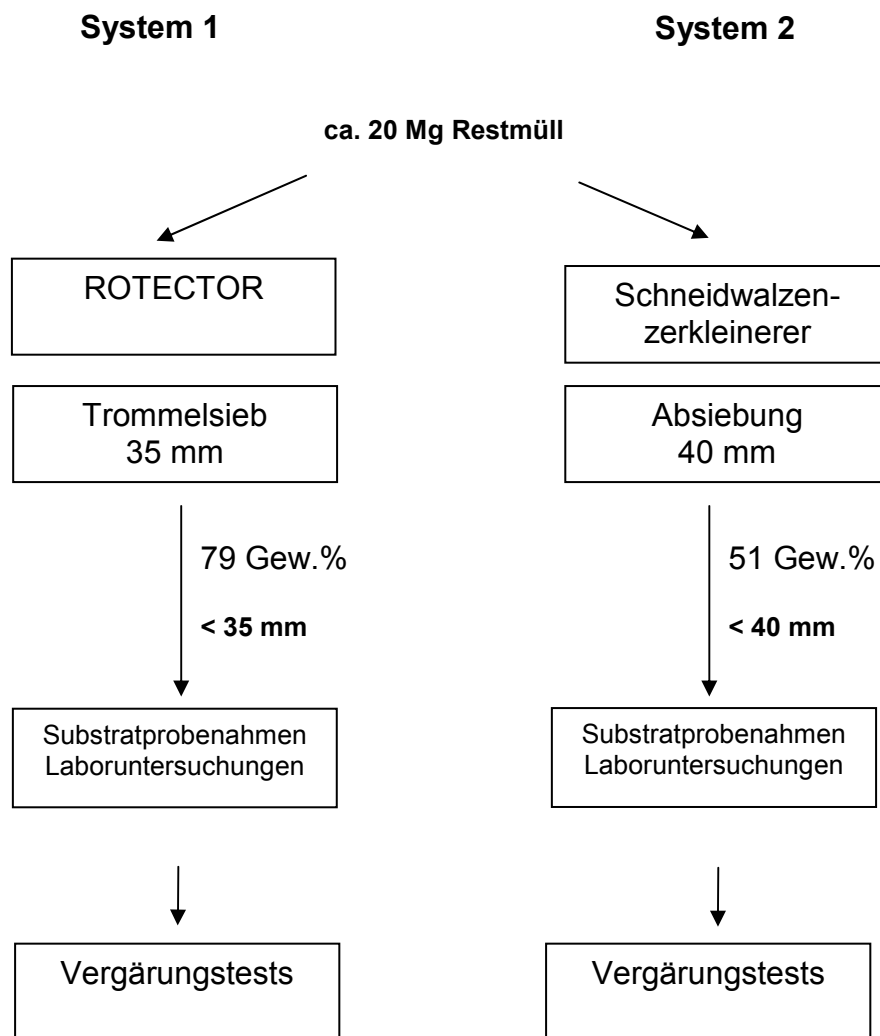 System 1
System 2
ca. 20 Mg Restmüll
ROTECTOR
Schneidwalzen-
zerkleinerer
Trommelsieb
35 mm
Absiebung
40 mm
79 Gew.%
< 35 mm
51 Gew.%
< 40 mm
Substratprobenahmen
Laboruntersuchungen
Substratprobenahmen
Laboruntersuchungen
Vergärungstests
Vergärungstests